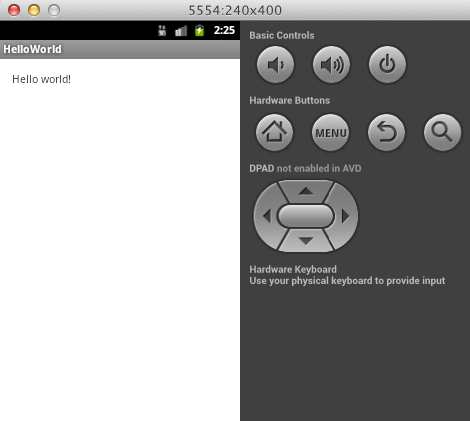 5554:240x400
2:25
HelloWorld
Hello world!
Basic Controls
Hardware Buttons
MENU
DPAD not enabled in AVD
Hardware Keyboard
Use your physical keyboard to provide input